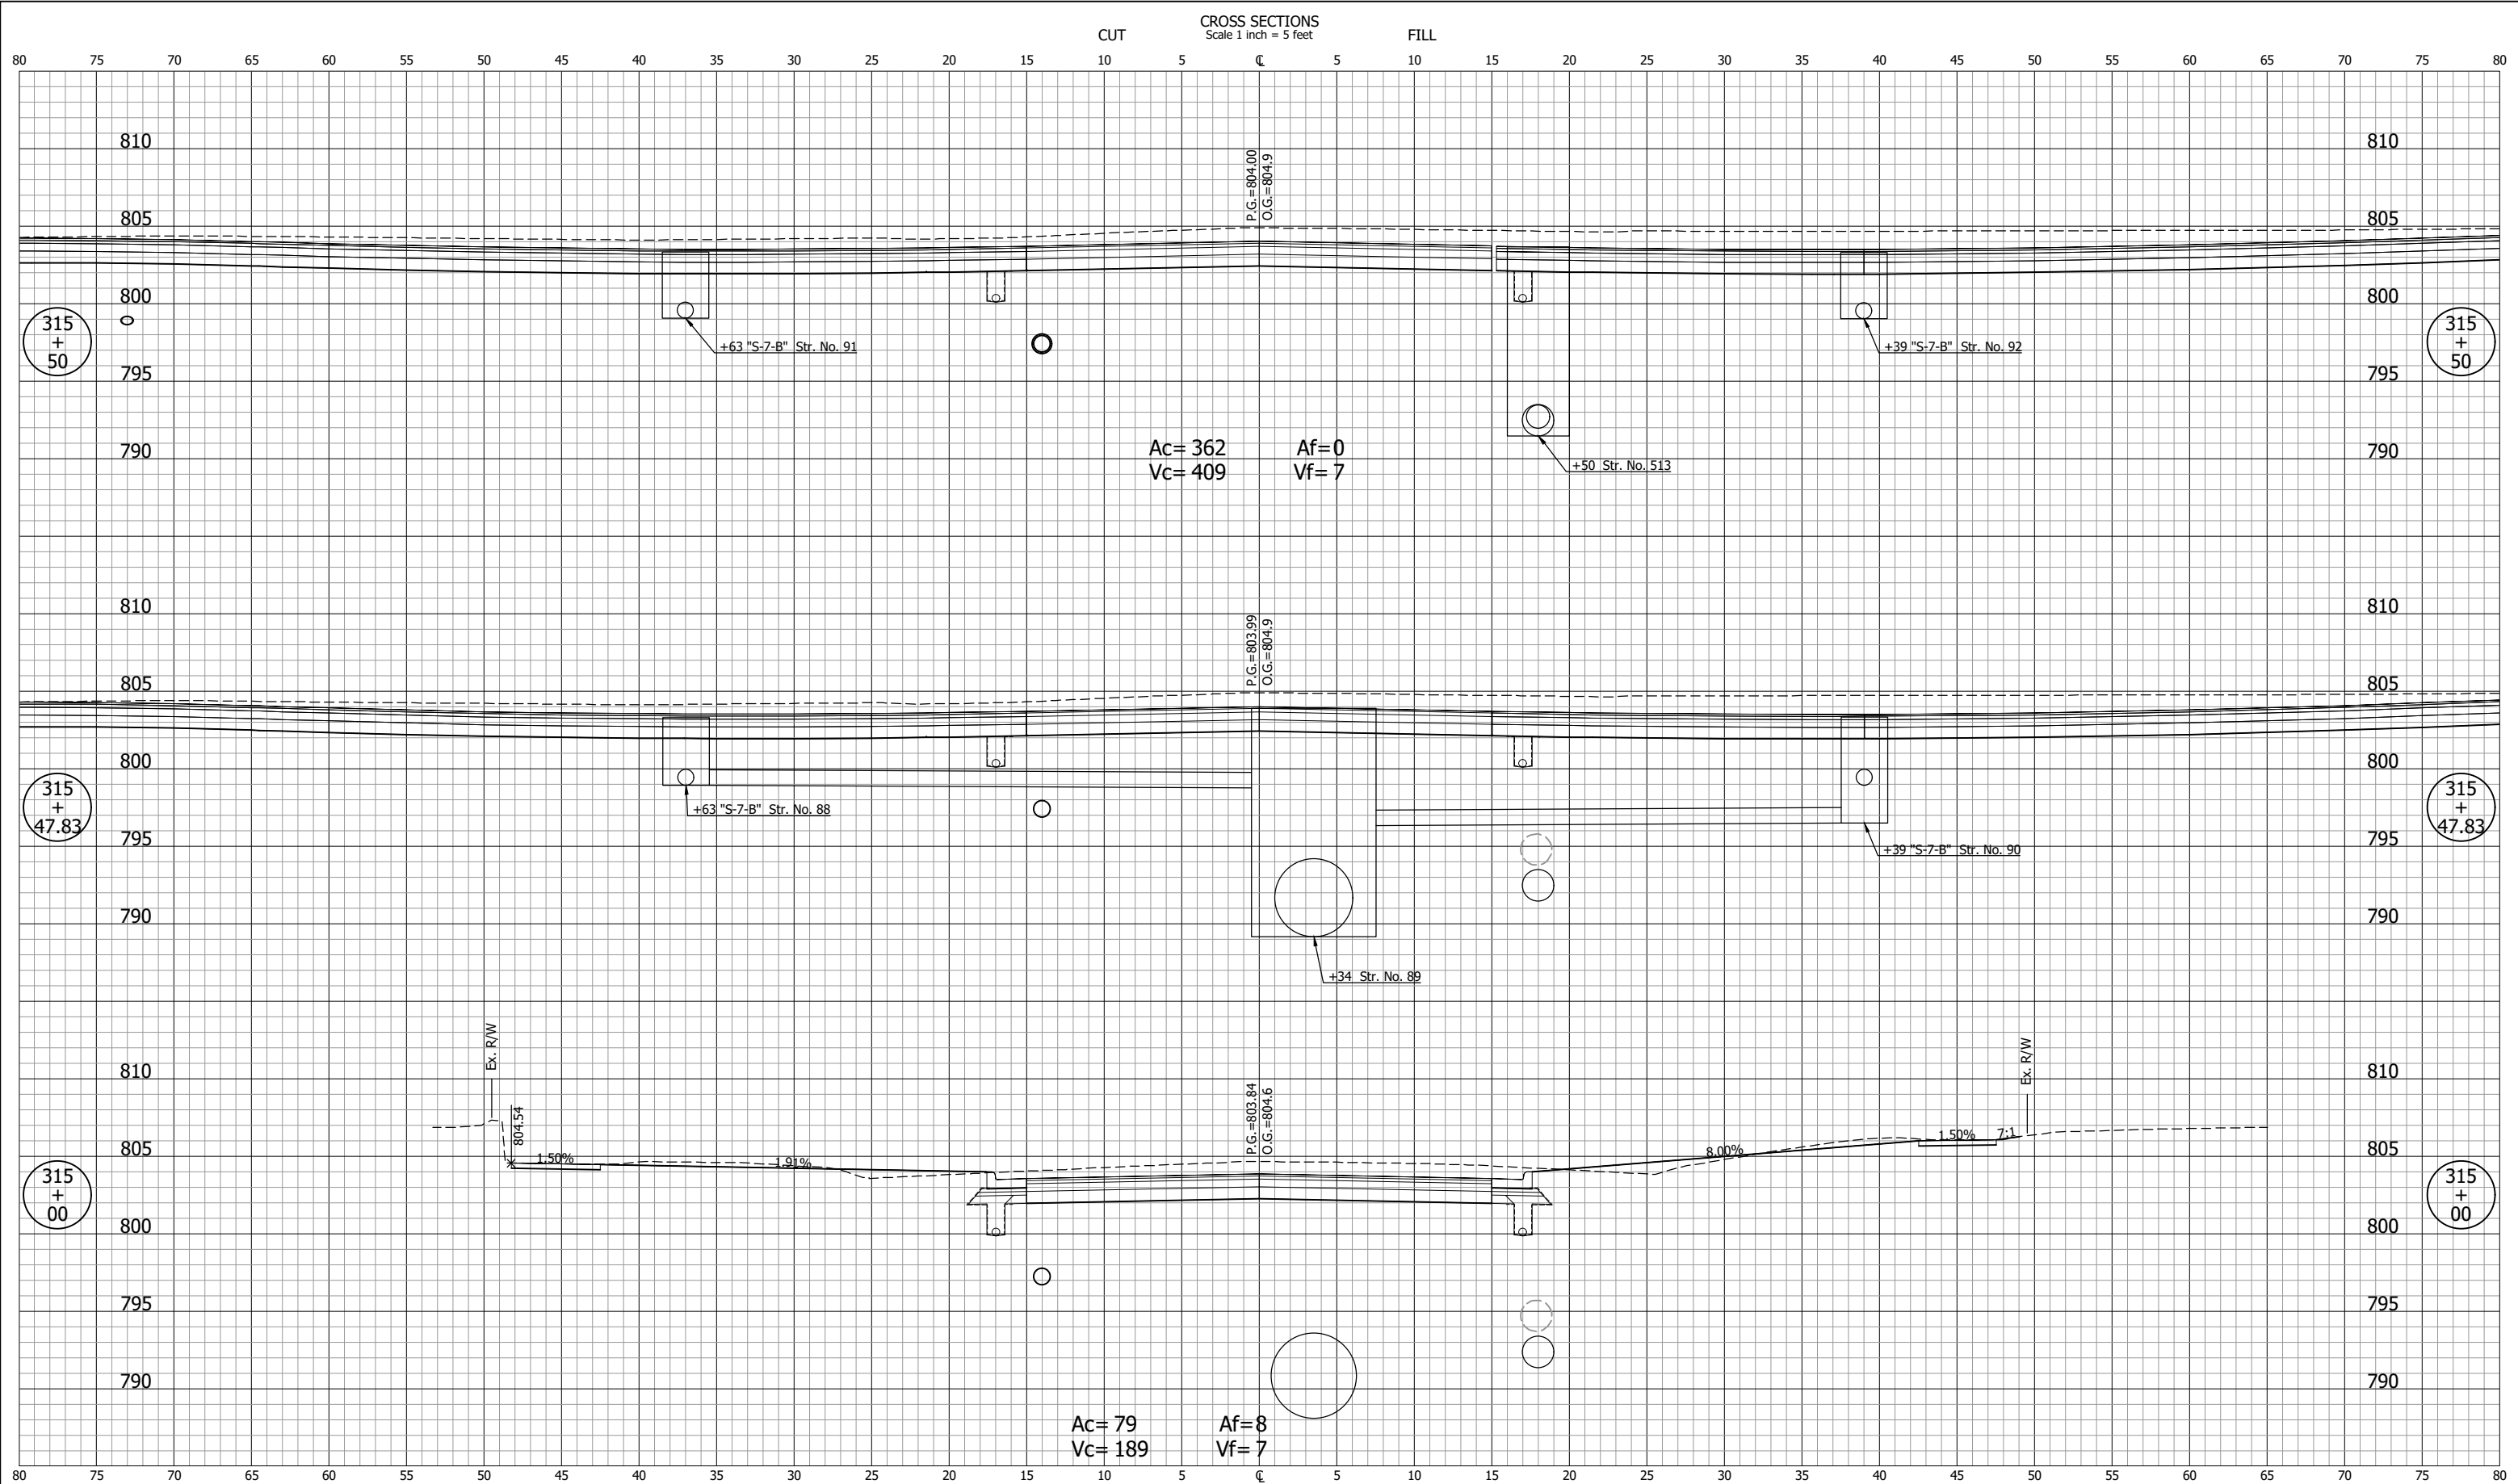 CROSS SECTIONS
CUT Scale 1 inch = 5 feet FILL
80 75 70 65 60 55 50 45 40 35 30 25 20 15 10 5 ℄ 5 10 15 20 25 30 35 40 45 50 55 60 65 70 75 80
810 810
P.G.=804.00
O.G.=804.9
805 805
800 800
315 + 50
315 + 50
+63 "S-7-B" Str. No. 91
+39 "S-7-B" Str. No. 92
795 795
790 790
Ac= 362 Af=0
Vc= 409 Vf= 7
+50 Str. No. 513
810 810
P.G.=803.99
O.G.=804.9
805 805
800 800
315 + 47.83
315 + 47.83
+63 "S-7-B" Str. No. 88
795 795
+39 "S-7-B" Str. No. 90
790 790
+34 Str. No. 89
Ex. R/W
Ex. R/W
810 810
P.G.=803.84
O.G.=804.6
804.54
805 805
1.50% 1.91% 8.00% 1.50% 7:1
315 + 00
315 + 00
800 800
795 795
790 790
Ac= 79 Af=8
Vc= 189 Vf= 7
80 75 70 65 60 55 50 45 40 35 30 25 20 15 10 5 ℄ 5 10 15 20 25 30 35 40 45 50 55 60 65 70 75 80